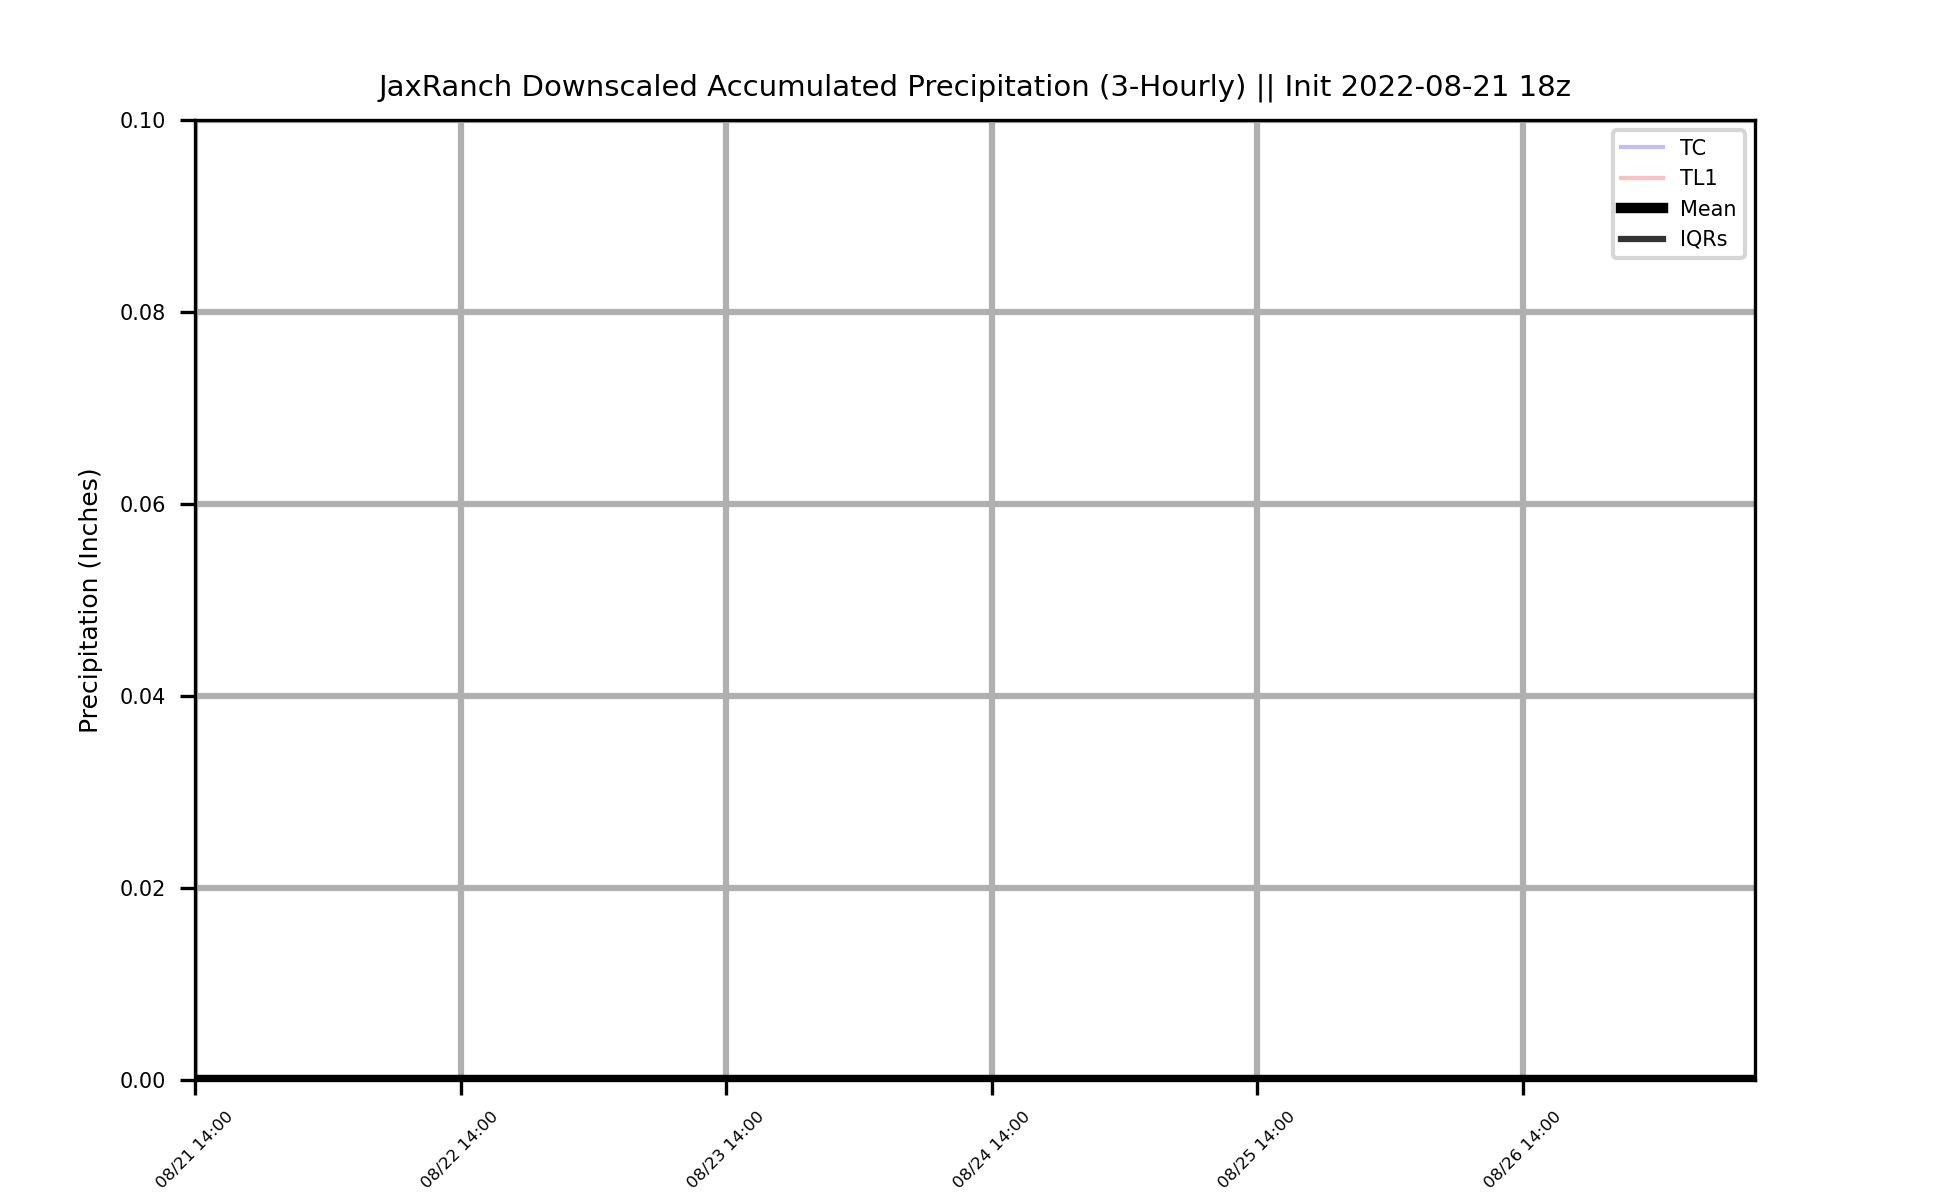 JaxRanch Downscaled Accumulated Precipitation (3-Hourly) || Init 2022-08-21 18z
TC
TL1
Mean
IQRs
Precipitation (Inches)
0.10
0.08
0.06
0.04
0.02
0.00
08/21 14:00
08/22 14:00
08/23 14:00
08/24 14:00
08/25 14:00
08/26 14:00